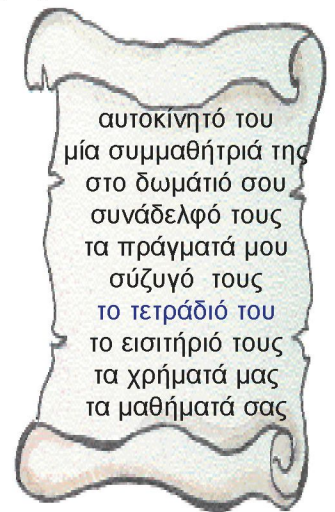 αυτοκίνητό του
μία συμμαθήτριά της
στο δωμάτιό σου
συνάδελφό τους
τα πράγματά μου
σύζυγό τους
το τετράδιό του
το εισιτήριό τους
τα χρήματά μας
τα μαθήματά σας